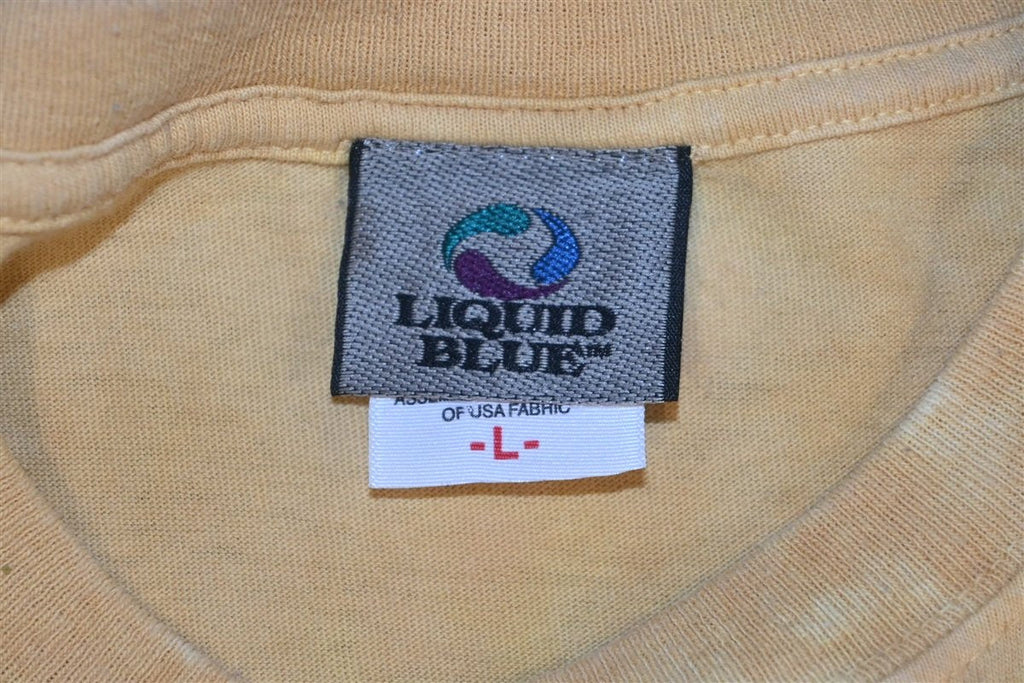 LIQUID
BLUE™
OF USA FABRIC
-L-